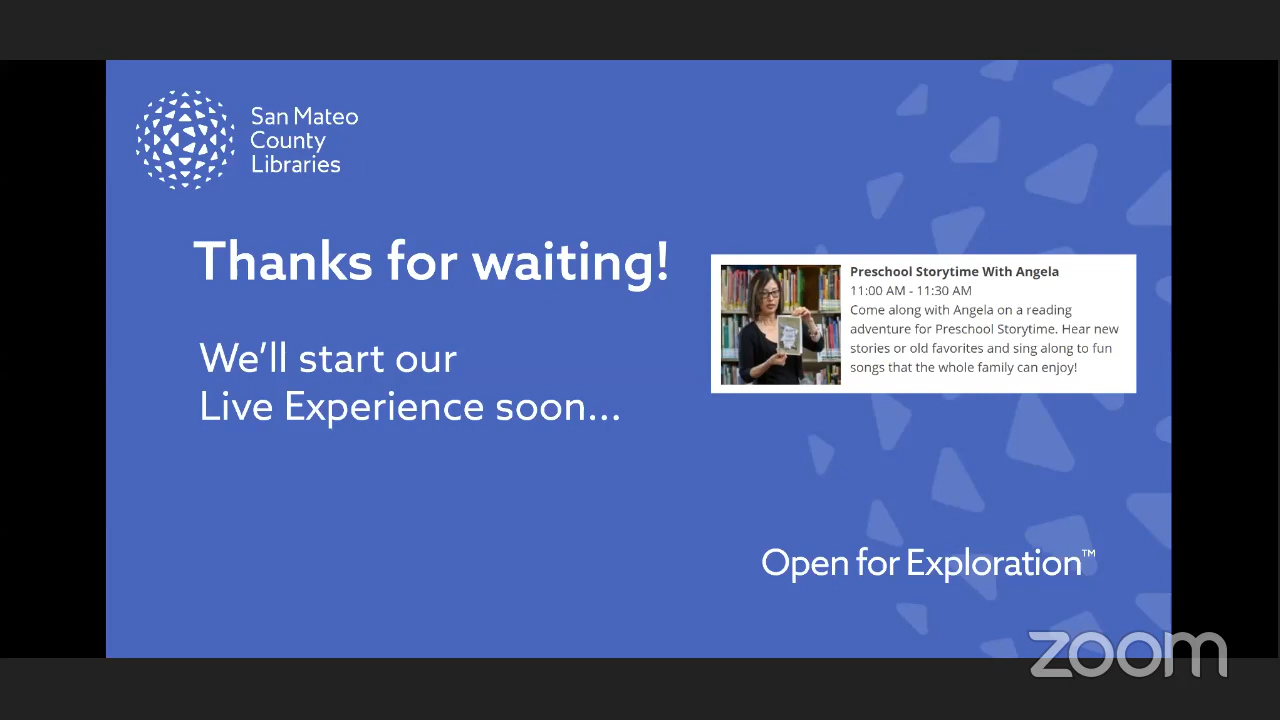 San Mateo
County
Libraries
Thanks for waiting!
We’ll start our
Live Experience soon...
Preschool Storytime With Angela
11:00 AM - 11:30 AM
Come along with Angela on a reading
adventure for Preschool Storytime. Hear new
stories or old favorites and sing along to fun
songs that the whole family can enjoy!
Open for Exploration™
zoom